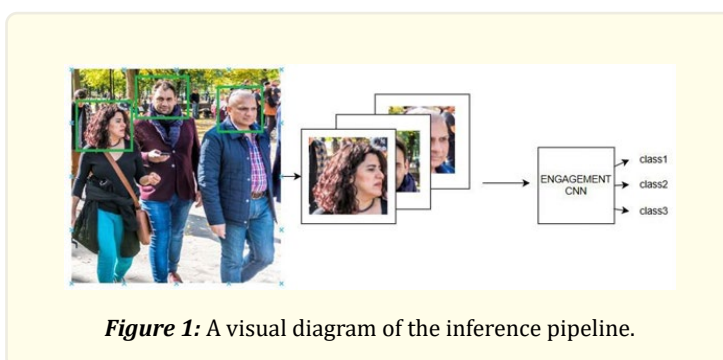 ENGAGEMENT
CNN
class1
class2
class3
Figure 1: A visual diagram of the inference pipeline.